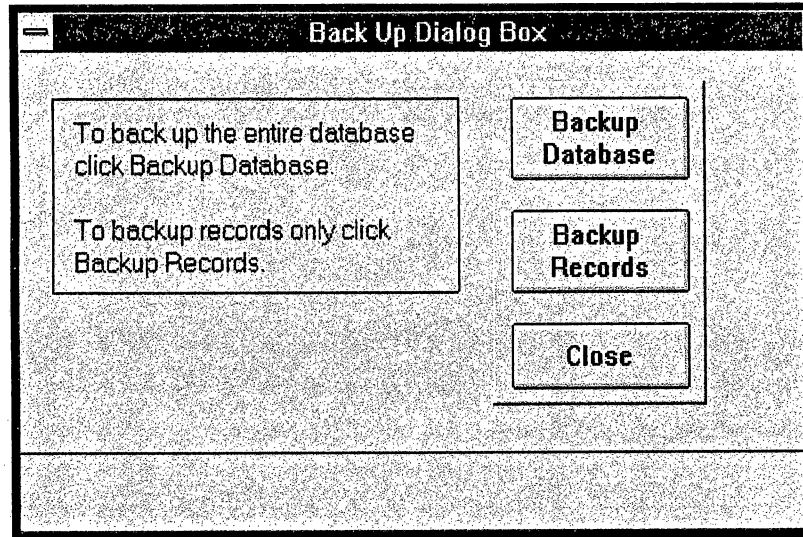 Back Up Dialog Box
To back up the entire database
click Backup Database.
To backup records only click
Backup Records.
Backup
Database
Backup
Records
Close